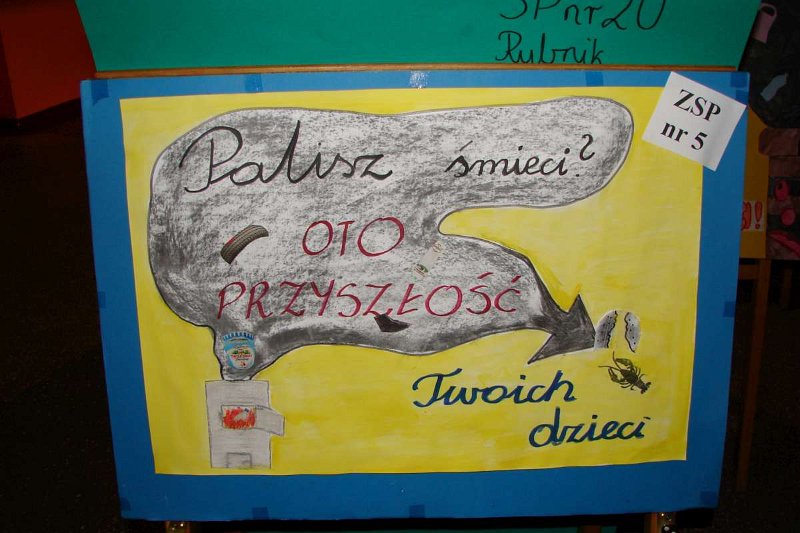 SP nr 20
Rybnik
ZSP
nr 5
Palisz śmieci?
OTO
PRZYSZŁOŚĆ
Twoich
dzieci